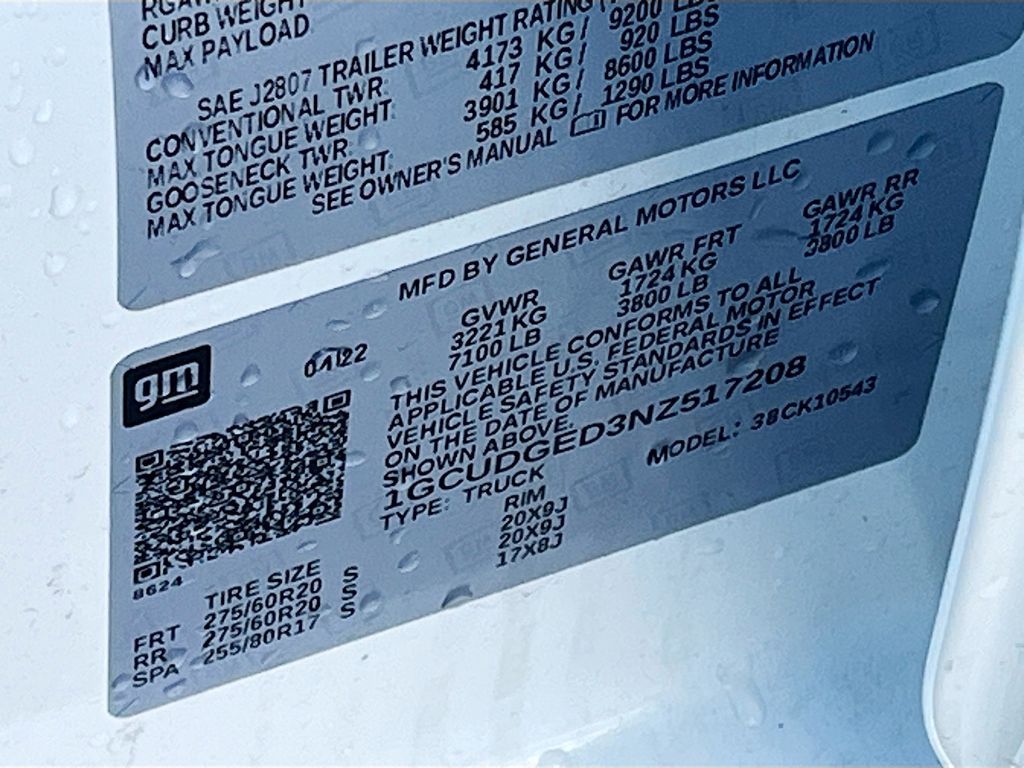 CURB WEIGHT
MAX PAYLOAD
SAE J2807 TRAILER WEIGHT RATING
CONVENTIONAL TWR: 4173 KG/ 9200 LBS
MAX TONGUE WEIGHT: 417 KG/ 920 LBS
GOOSENECK TWR: 3901 KG/ 8600 LBS
MAX TONGUE WEIGHT: 585 KG/ 1290 LBS
SEE OWNER'S MANUAL FOR MORE INFORMATION
MFD BY GENERAL MOTORS LLC
gm
01/22
GVWR GAWR FRT GAWR RR
3221 KG 1724 KG 1724 KG
7100 LB 3800 LB 3800 LB
THIS VEHICLE CONFORMS TO ALL
APPLICABLE U.S. FEDERAL MOTOR
VEHICLE SAFETY STANDARDS IN EFFECT
ON THE DATE OF MANUFACTURE
SHOWN ABOVE.
1GCUDGED3NZ517208
TYPE: TRUCK MODEL: 38CK10543
8624
TIRE SIZE RIM
FRT 275/60R20 S 20X9J
RR 275/60R20 S 20X9J
SPA 255/80R17 S 17X8J